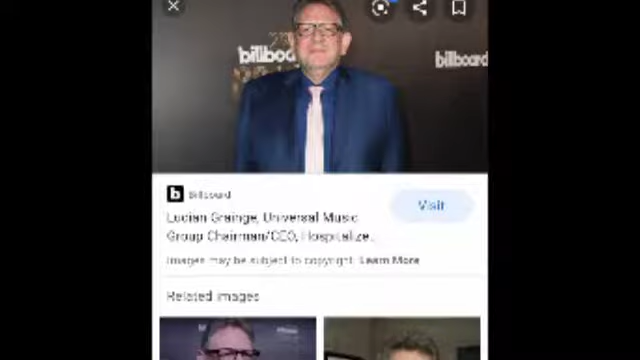 billboard
billboard
b Billboard
Visit
Lucian Grainge, Universal Music
Group Chairman/CEO, Hospitalize...
Images may be subject to copyright. Learn More
Related images